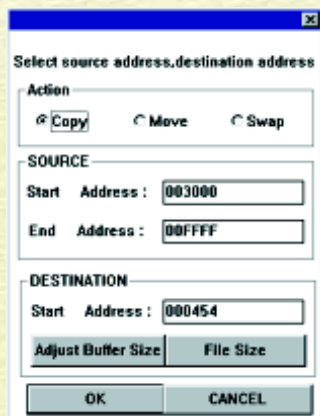 Select source address,destination address
Action
Copy Move Swap
SOURCE
Start Address : 003000
End Address : 00FFFF
DESTINATION
Start Address : 000454
Adjust Buffer Size File Size
OK CANCEL